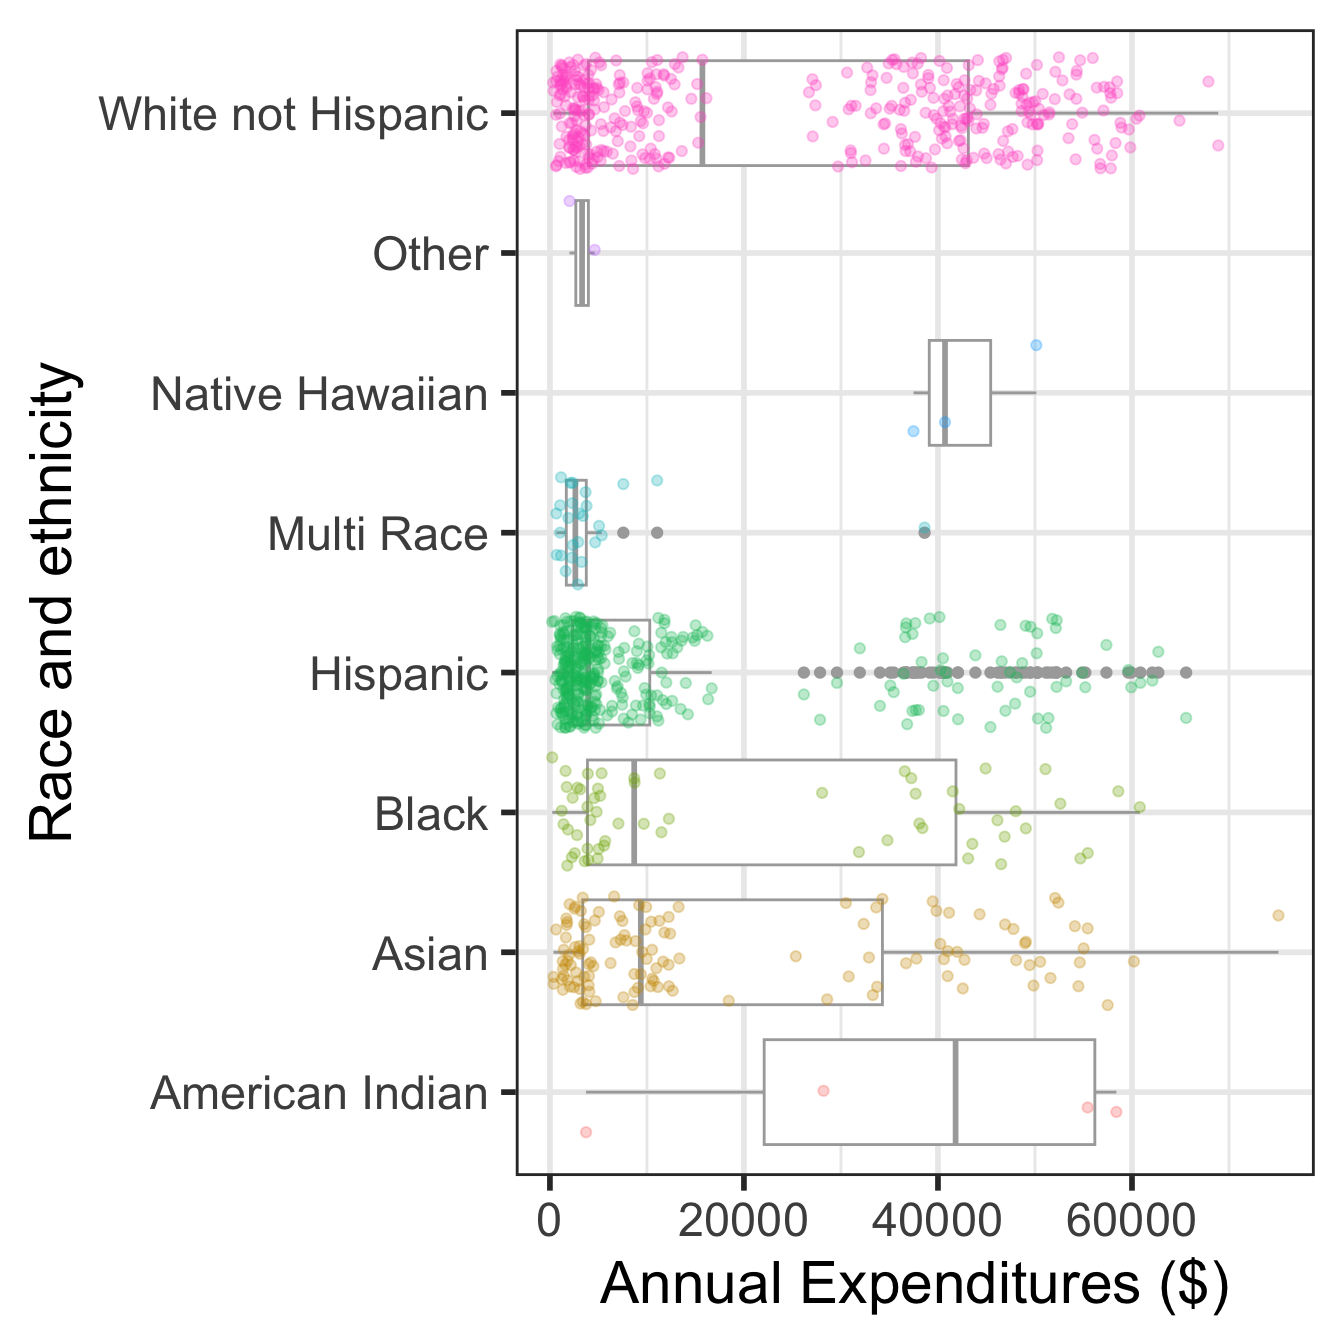 Race and ethnicity
White not Hispanic
Other
Native Hawaiian
Multi Race
Hispanic
Black
Asian
American Indian
0 20000 40000 60000
Annual Expenditures ($)